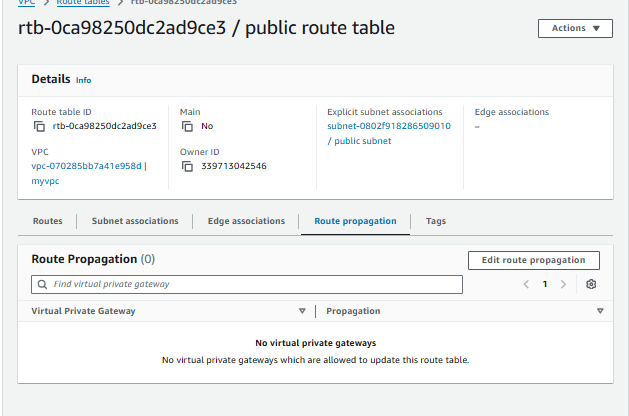 VPC > Route tables > rtb-0ca98250dc2ad9ce3
rtb-0ca98250dc2ad9ce3 / public route table
Actions
Details Info
Route table ID
rtb-0ca98250dc2ad9ce3
Main
No
Explicit subnet associations
subnet-0802f918286509010
/ public subnet
Edge associations
–
VPC
vpc-070285bb7a41e958d |
myvpc
Owner ID
339713042546
Routes
Subnet associations
Edge associations
Route propagation
Tags
Route Propagation (0)
Edit route propagation
Find virtual private gateway
1
Virtual Private Gateway
Propagation
No virtual private gateways
No virtual private gateways which are allowed to update this route table.